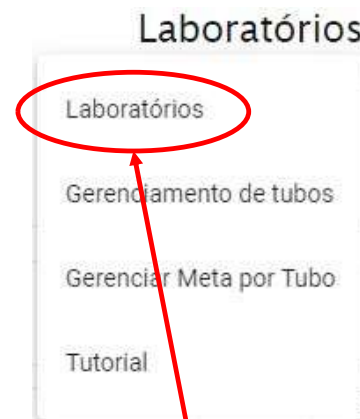 Laboratórios
Laboratórios
Gerenciamento de tubos
Gerenciar Meta por Tubo
Tutorial